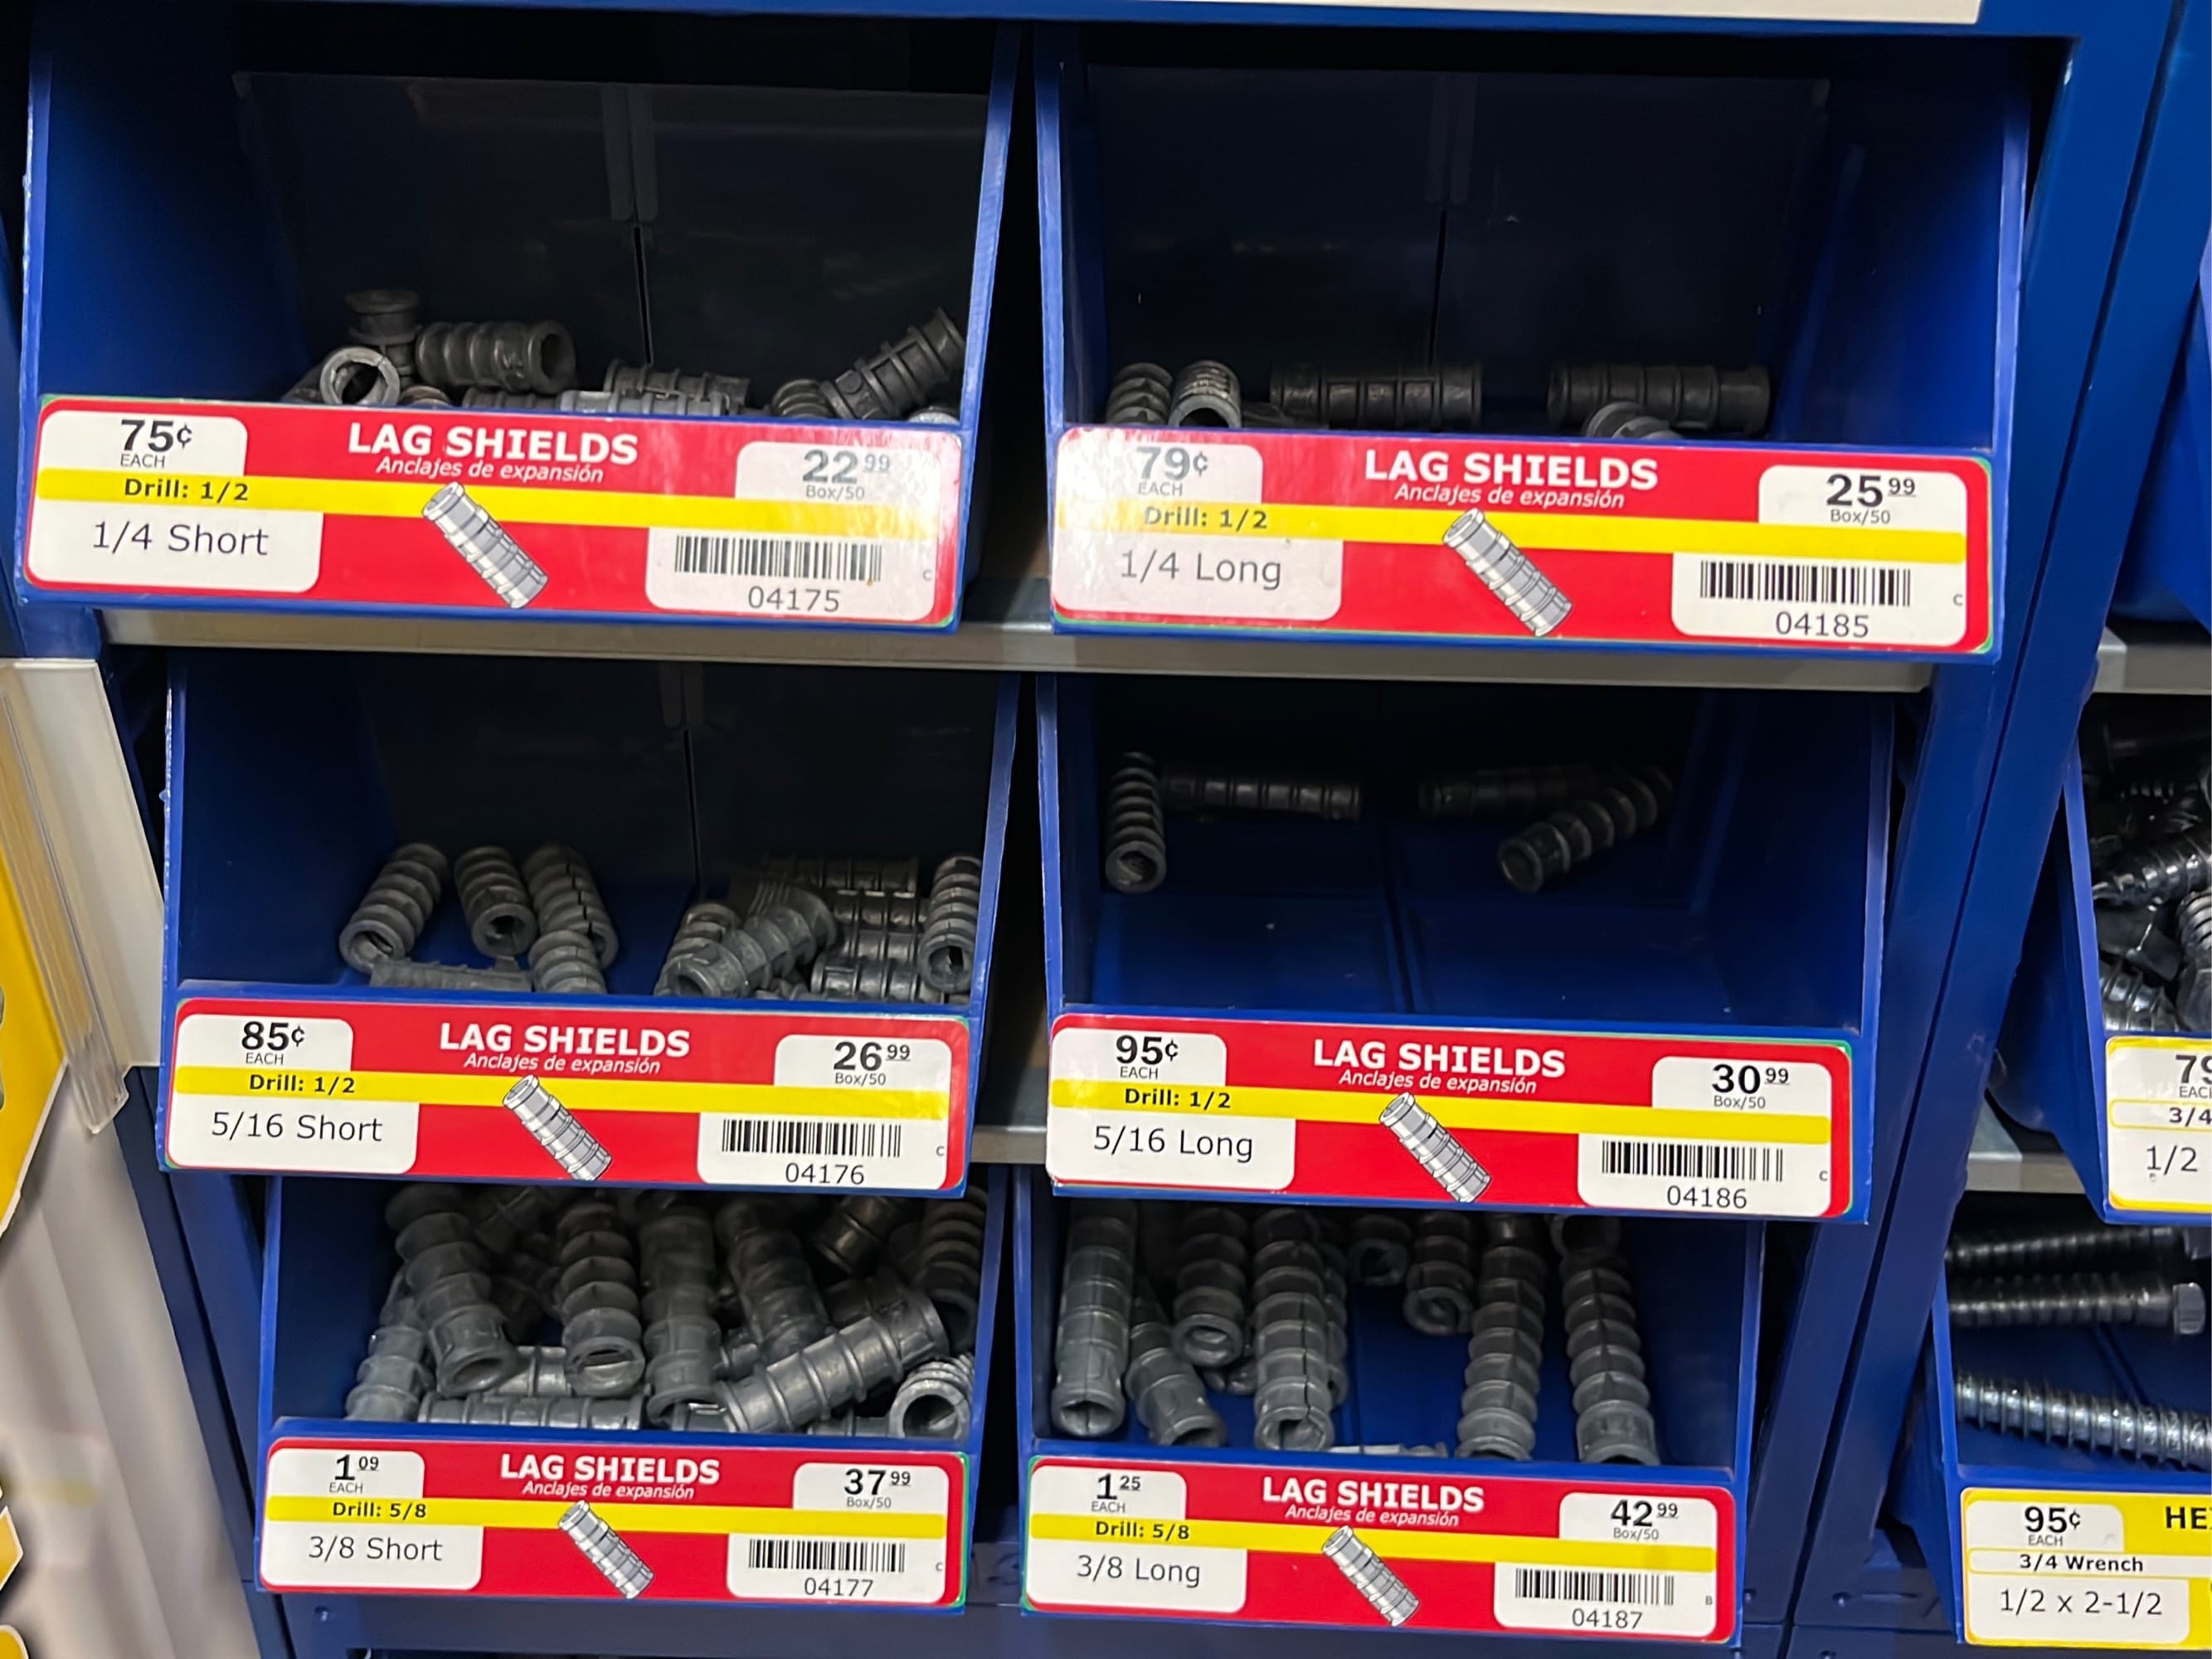 75¢
EACH
LAG SHIELDS
Anclajes de expansión
22 99
Box/50
Drill: 1/2
1/4 Short
04175
C
79¢
EACH
LAG SHIELDS
Anclajes de expansión
25 99
Box/50
Drill: 1/2
1/4 Long
04185
C
85¢
EACH
LAG SHIELDS
Anclajes de expansión
26 99
Box/50
Drill: 1/2
5/16 Short
04176
C
95¢
EACH
LAG SHIELDS
Anclajes de expansión
30 99
Box/50
Drill: 1/2
5/16 Long
04186
C
1 09
EACH
LAG SHIELDS
Anclajes de expansión
37 99
Box/50
Drill: 5/8
3/8 Short
04177
C
1 25
EACH
LAG SHIELDS
Anclajes de expansión
42 99
Box/50
Drill: 5/8
3/8 Long
04187
B
79
3/4
1/2
95¢
EACH
3/4 Wrench
1/2 x 2-1/2